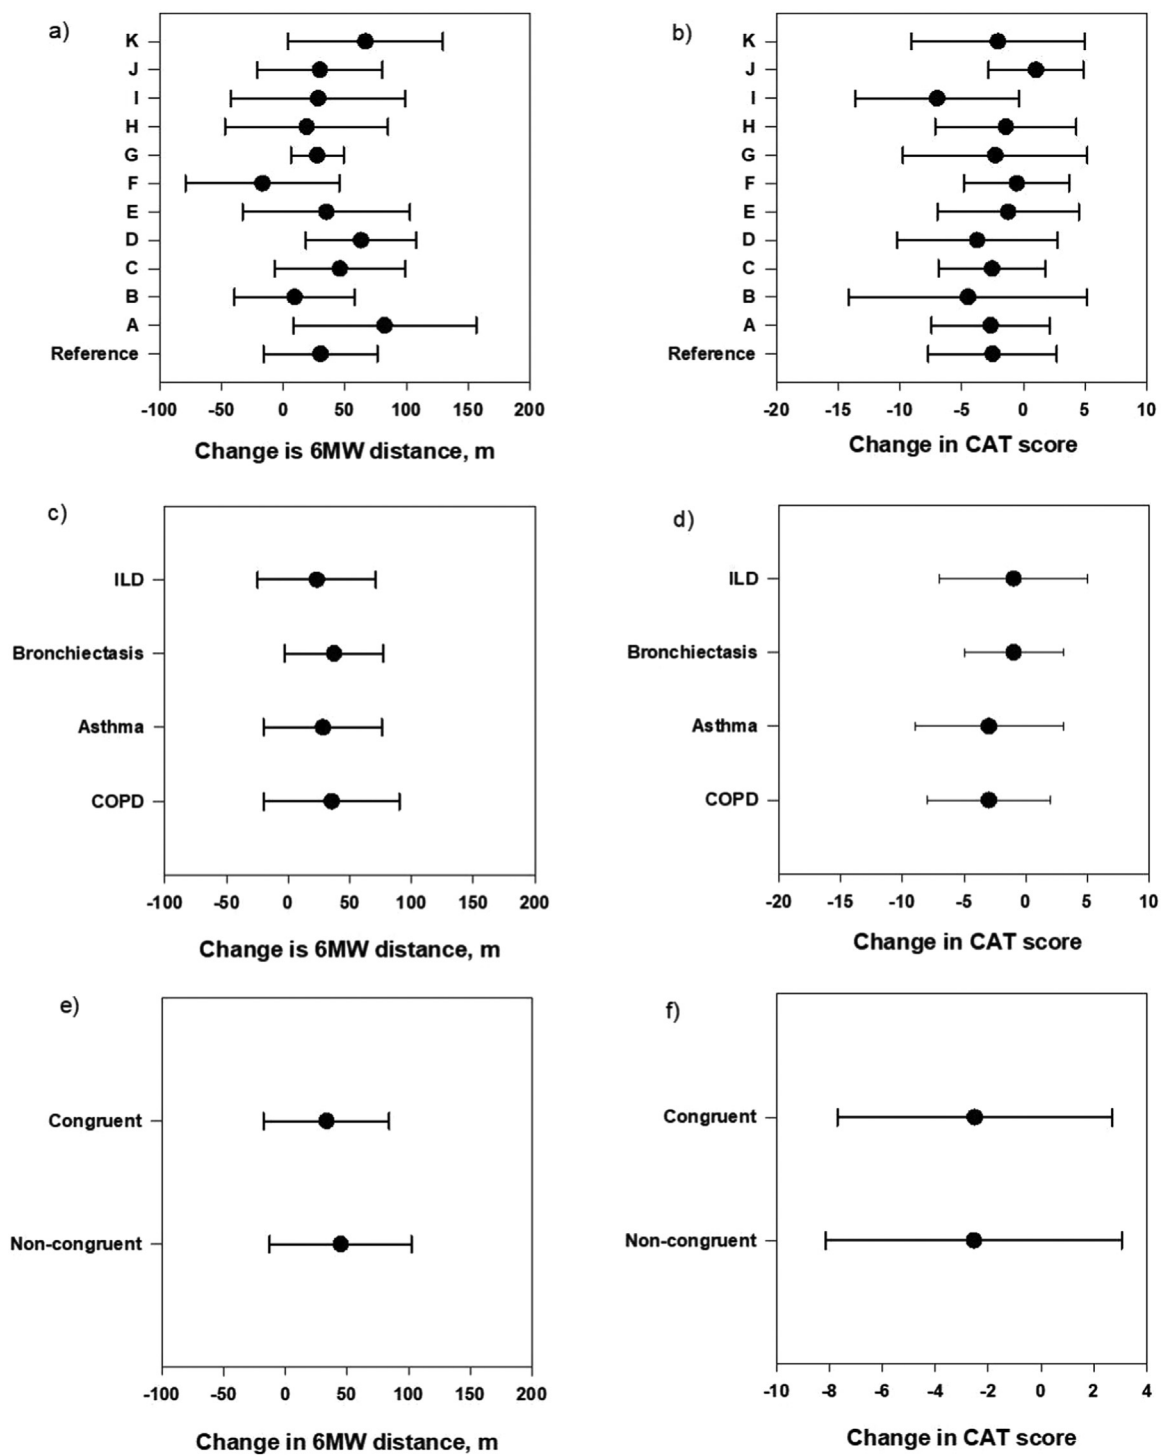 a)
K
J
I
H
G
F
E
D
C
B
A
Reference
-100 -50 0 50 100 150 200
Change is 6MW distance, m
b)
K
J
I
H
G
F
E
D
C
B
A
Reference
-20 -15 -10 -5 0 5 10
Change in CAT score
c)
ILD
Bronchiectasis
Asthma
COPD
-100 -50 0 50 100 150 200
Change is 6MW distance, m
d)
ILD
Bronchiectasis
Asthma
COPD
-20 -15 -10 -5 0 5 10
Change in CAT score
e)
Congruent
Non-congruent
-100 -50 0 50 100 150 200
Change in 6MW distance, m
f)
Congruent
Non-congruent
-10 -8 -6 -4 -2 0 2 4
Change in CAT score